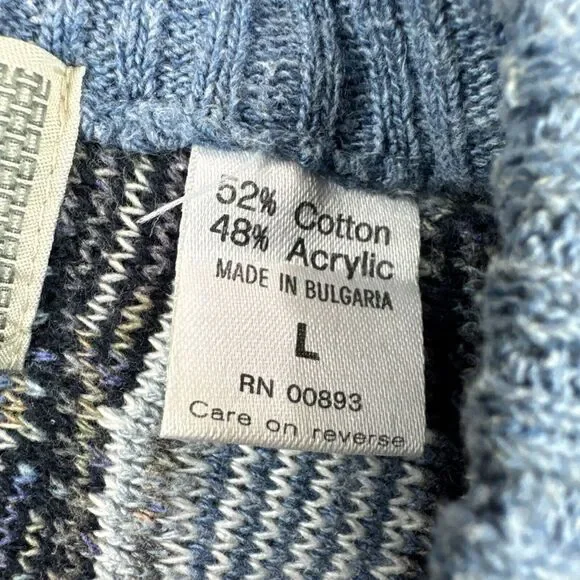 52% Cotton
48% Acrylic
MADE IN BULGARIA
L
RN 00893
Care on reverse